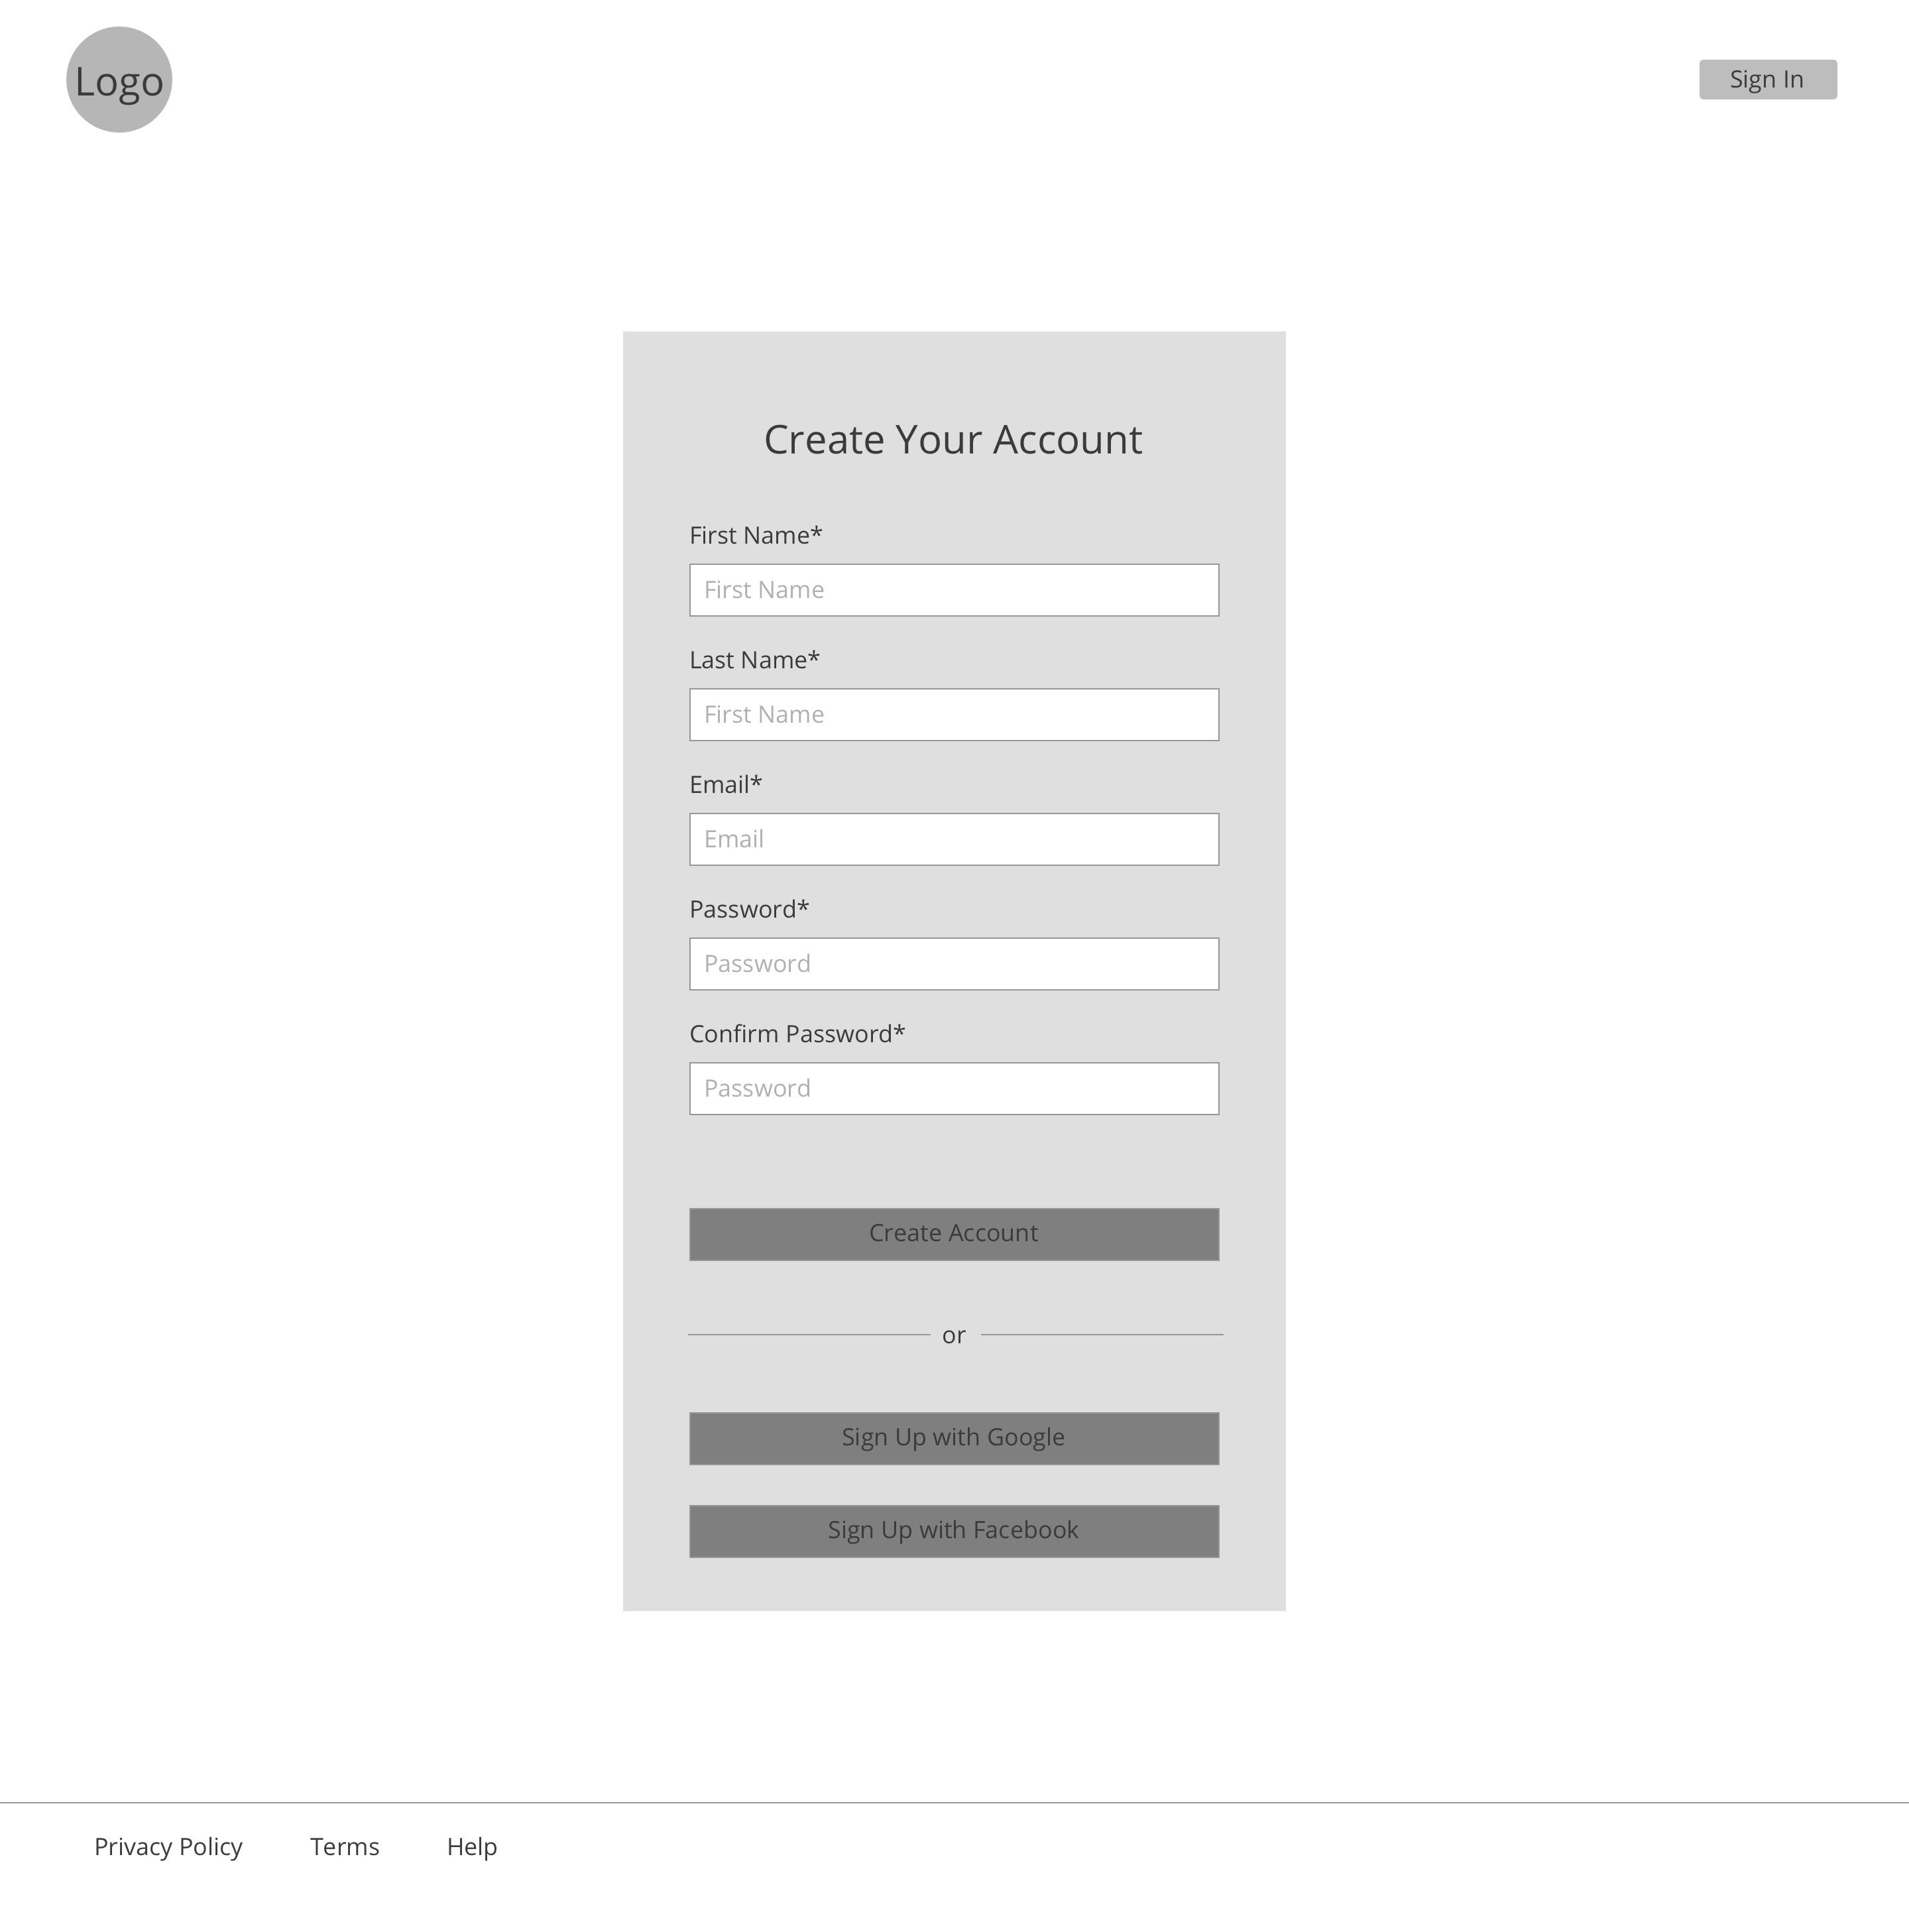 Logo
Sign In
Create Your Account
First Name*
First Name
Last Name*
First Name
Email*
Email
Password*
Password
Confirm Password*
Password
Create Account
or
Sign Up with Google
Sign Up with Facebook
Privacy Policy Terms Help